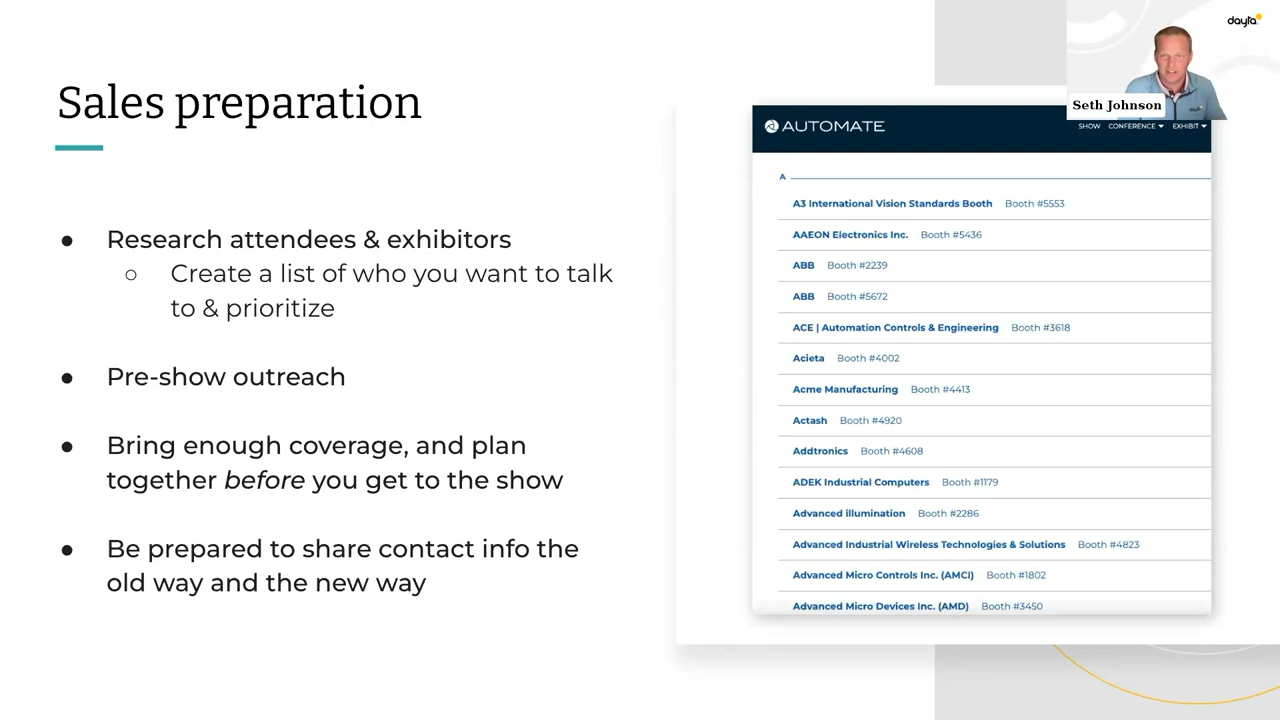 dayta
Seth Johnson
Sales preparation
● Research attendees & exhibitors
○ Create a list of who you want to talk
to & prioritize
● Pre-show outreach
● Bring enough coverage, and plan
together before you get to the show
● Be prepared to share contact info the
old way and the new way
AUTOMATE
SHOW CONFERENCE EXHIBIT
A
A3 International Vision Standards Booth Booth #5553
AAEON Electronics Inc. Booth #5436
ABB Booth #2239
ABB Booth #5672
ACE | Automation Controls & Engineering Booth #3618
Acieta Booth #4002
Acme Manufacturing Booth #4413
Actash Booth #4920
Addtronics Booth #4608
ADEK Industrial Computers Booth #1179
Advanced illumination Booth #2286
Advanced Industrial Wireless Technologies & Solutions Booth #4823
Advanced Micro Controls Inc. (AMCI) Booth #1802
Advanced Micro Devices Inc. (AMD) Booth #3450